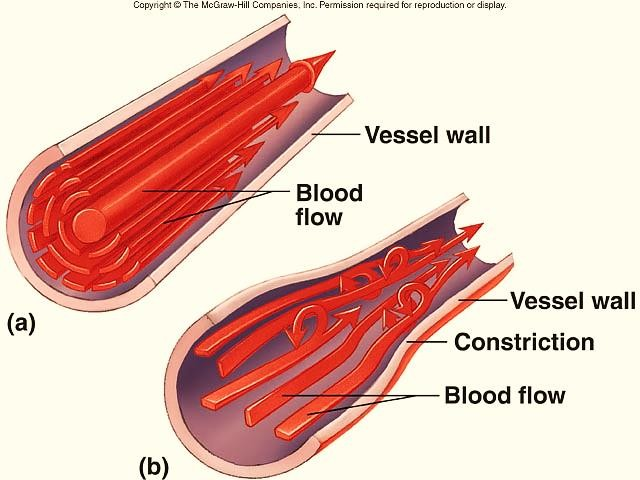 Copyright © The McGraw-Hill Companies, Inc. Permission required for reproduction or display.
Vessel wall
Blood
flow
(a)
Vessel wall
Constriction
Blood flow
(b)